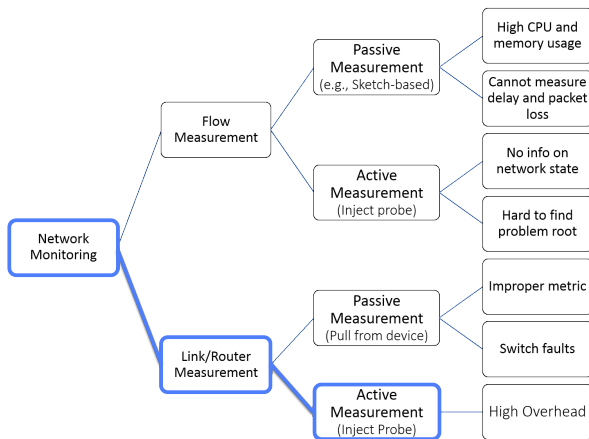 High CPU and
memory usage
Passive
Measurement
(e.g., Sketch-based)
Cannot measure
delay and packet
loss
Flow
Measurement
No info on
network state
Active
Measurement
(Inject probe)
Hard to find
problem root
Network
Monitoring
Improper metric
Passive
Measurement
(Pull from device)
Switch faults
Link/Router
Measurement
Active
Measurement
(Inject Probe)
High Overhead